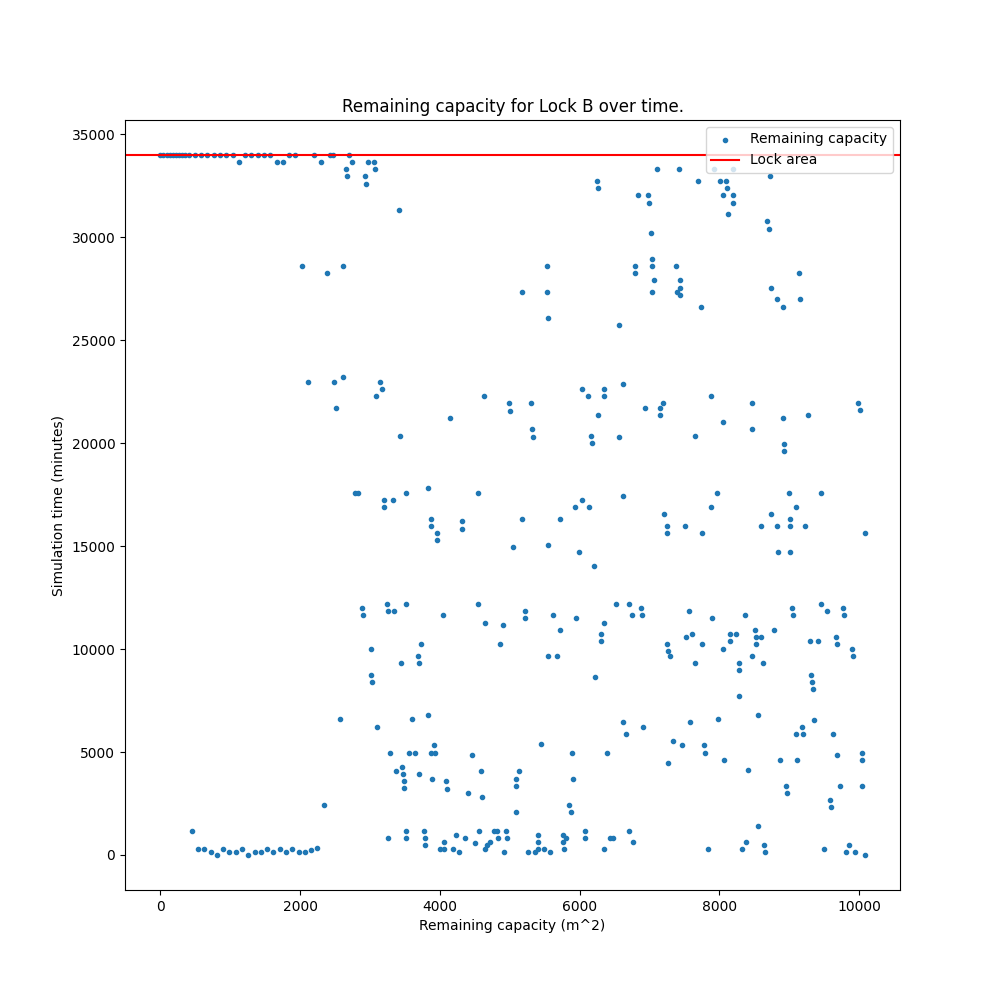 Remaining capacity for Lock B over time.
Remaining capacity
Lock area
35000
30000
25000
20000
15000
10000
5000
0
Simulation time (minutes)
0 2000 4000 6000 8000 10000
Remaining capacity (m^2)